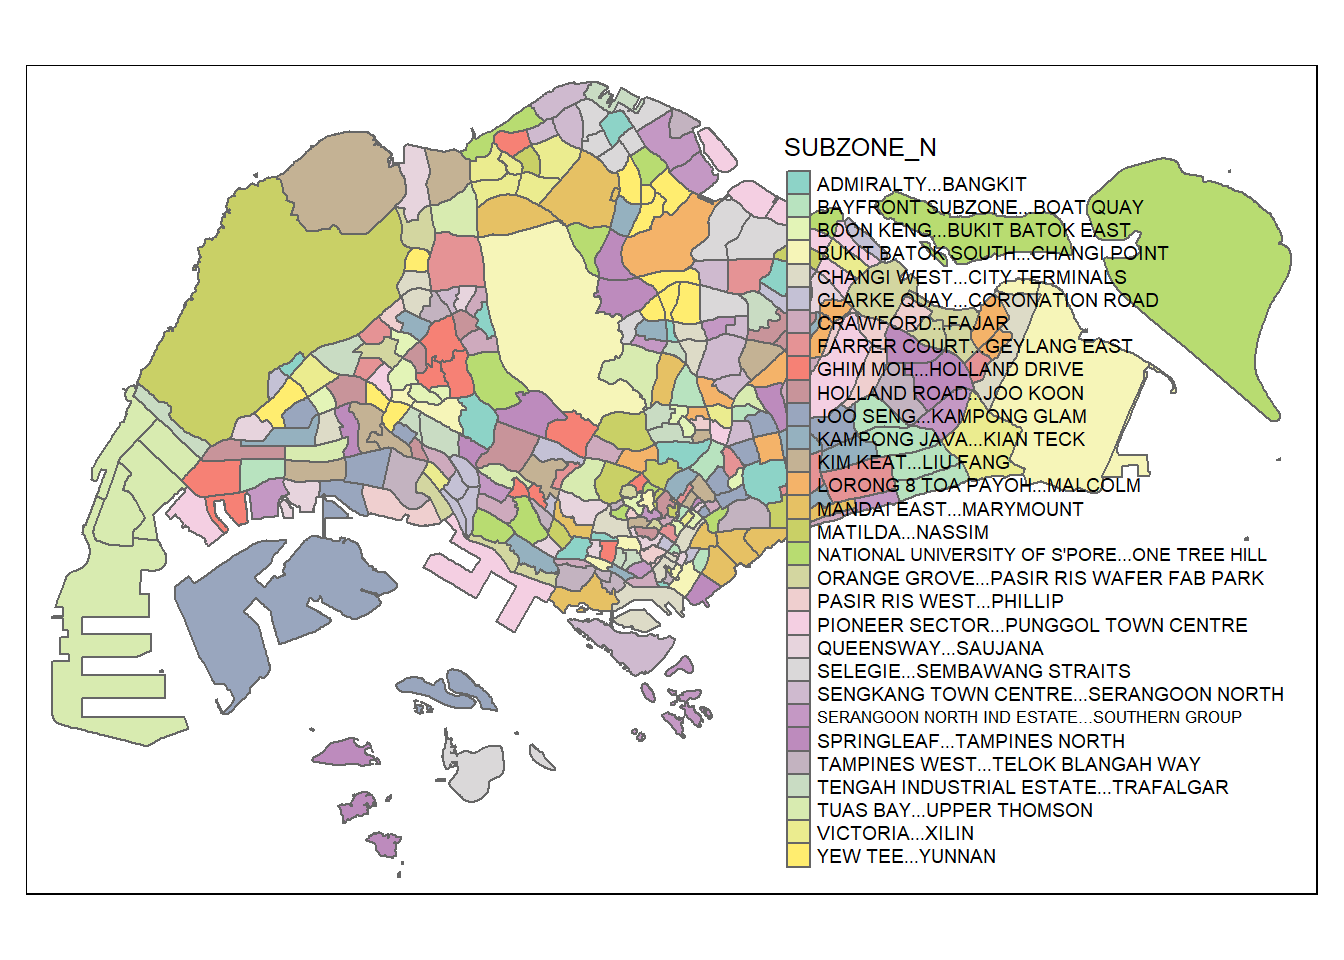 SUBZONE_N
ADMIRALTY...BANGKIT
BAYFRONT SUBZONE...BOAT QUAY
BOON KENG...BUKIT BATOK EAST
BUKIT BATOK SOUTH...CHANGI POINT
CHANGI WEST...CITY TERMINALS
CLARKE QUAY...CORONATION ROAD
CRAWFORD...FAJAR
FARRER COURT...GEYLANG EAST
GHIM MOH...HOLLAND DRIVE
HOLLAND ROAD...JOO KOON
JOO SENG...KAMPONG GLAM
KAMPONG JAVA...KIAN TECK
KIM KEAT...LIU FANG
LORONG 8 TOA PAYOH...MALCOLM
MANDAI EAST...MARYMOUNT
MATILDA...NASSIM
NATIONAL UNIVERSITY OF S'PORE...ONE TREE HILL
ORANGE GROVE...PASIR RIS WAFER FAB PARK
PASIR RIS WEST...PHILLIP
PIONEER SECTOR...PUNGGOL TOWN CENTRE
QUEENSWAY...SAUJANA
SELEGIE...SEMBAWANG STRAITS
SENGKANG TOWN CENTRE...SERANGOON NORTH
SERANGOON NORTH IND ESTATE...SOUTHERN GROUP
SPRINGLEAF...TAMPINES NORTH
TAMPINES WEST...TELOK BLANGAH WAY
TENGAH INDUSTRIAL ESTATE...TRAFALGAR
TUAS BAY...UPPER THOMSON
VICTORIA...XILIN
YEW TEE...YUNNAN